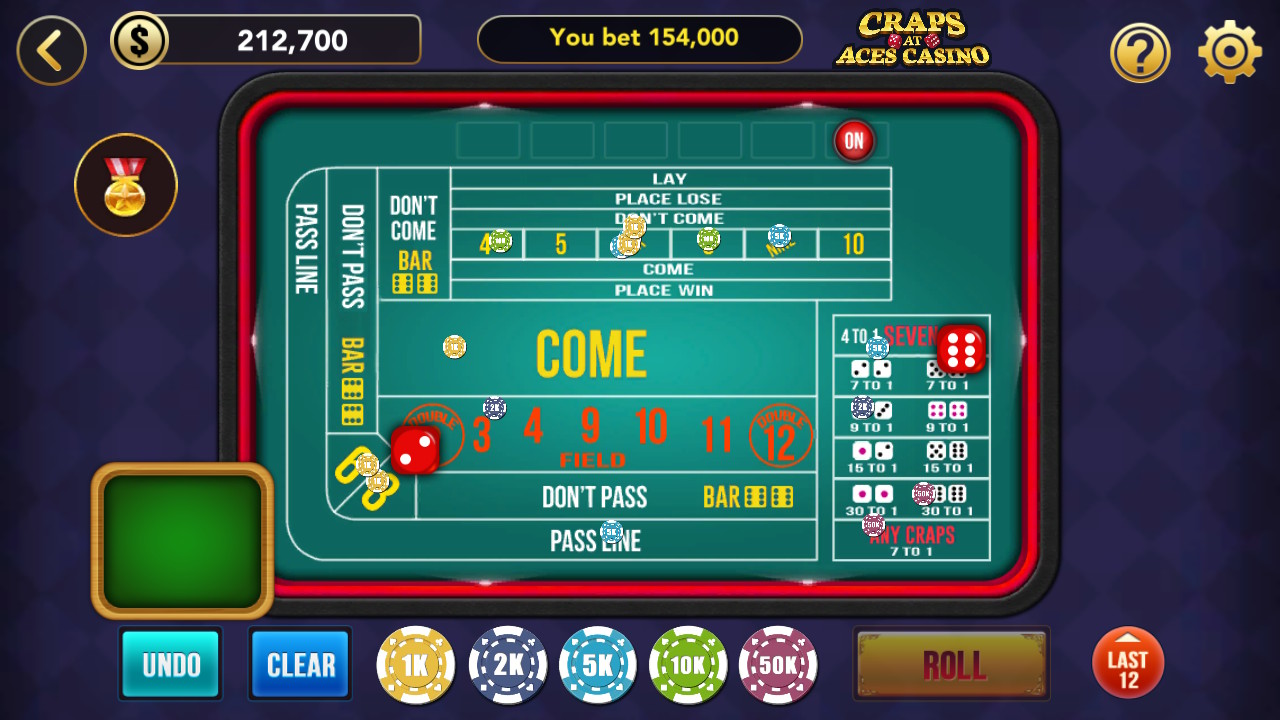 $ 212,700
You bet 154,000
CRAPS
AT
ACES CASINO
?
ON
LAY
PLACE LOSE
DON'T COME
4 5 10
COME
PLACE WIN
PASS LINE
DON'T PASS
BAR
DON'T
COME
BAR
COME
DOUBLE
3 4 9 10 11
DOUBLE
12
FIELD
6
8
DON'T PASS BAR
PASS LINE
4 TO 1 SEVEN
7 TO 1 7 TO 1
9 TO 1 9 TO 1
15 TO 1 15 TO 1
30 TO 1 30 TO 1
ANY CRAPS
7 TO 1
UNDO
CLEAR
1K
2K
5K
10K
50K
ROLL
LAST
12